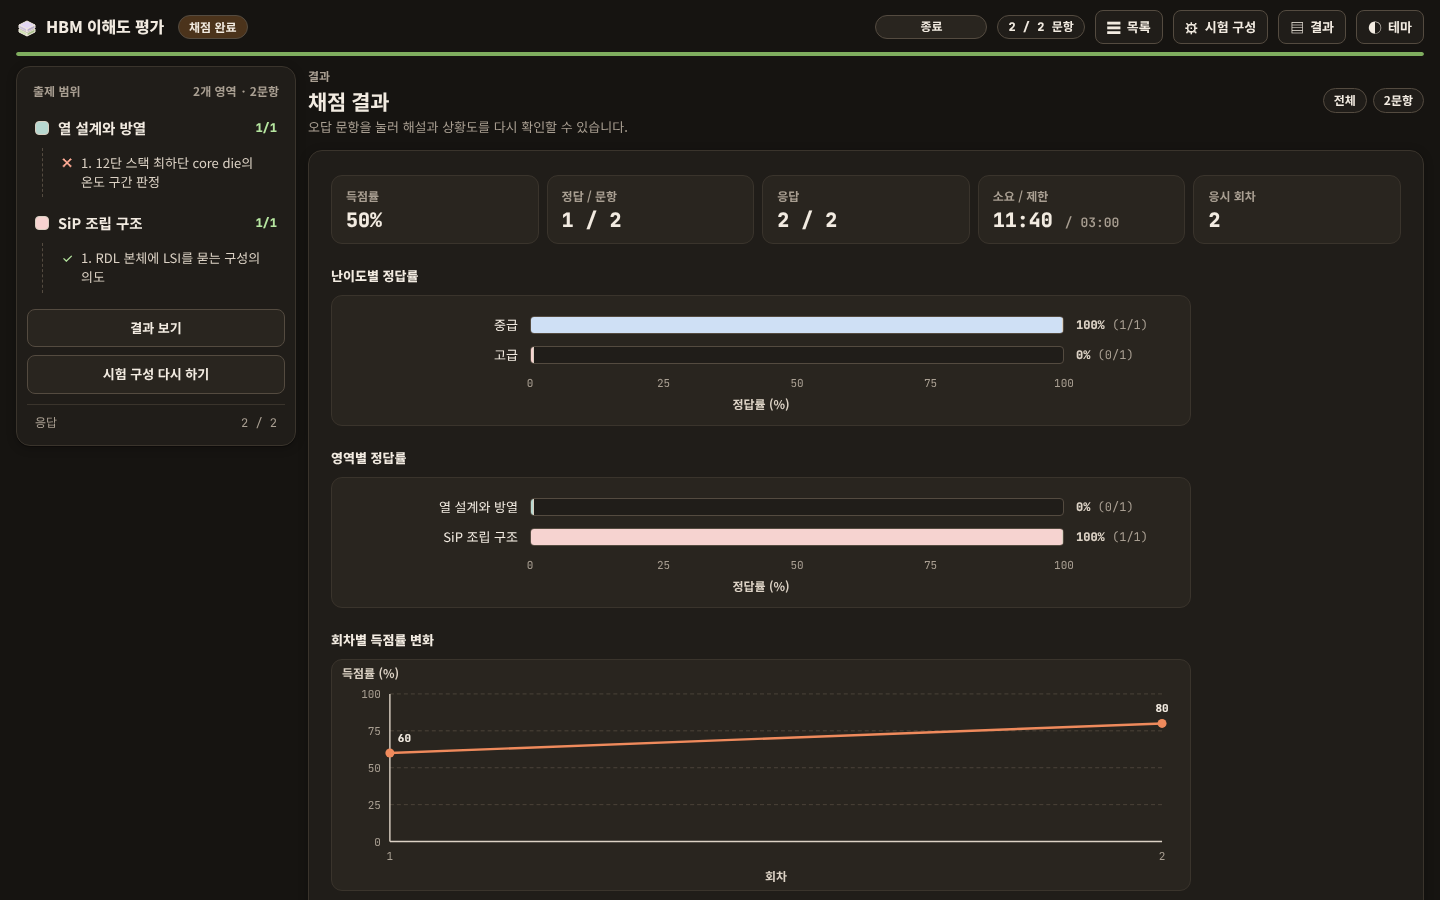 HBM 이해도 평가
채점 완료
종료
2 / 2 문항
목록
시험 구성
결과
테마
출제 범위
2개 영역 · 2문항
열 설계와 방열
1/1
1. 12단 스택 최하단 core die의
온도 구간 판정
SiP 조립 구조
1/1
1. RDL 본체에 LSI를 묻는 구성의
의도
결과 보기
시험 구성 다시 하기
응답
2 / 2
결과
채점 결과
오답 문항을 눌러 해설과 상황도를 다시 확인할 수 있습니다.
전체
2문항
득점률
50%
정답 / 문항
1 / 2
응답
2 / 2
소요 / 제한
11:40 / 03:00
응시 회차
2
난이도별 정답률
중급
100% (1/1)
고급
0% (0/1)
0 25 50 75 100
정답률 (%)
영역별 정답률
열 설계와 방열
0% (0/1)
SiP 조립 구조
100% (1/1)
0 25 50 75 100
정답률 (%)
회차별 득점률 변화
득점률 (%)
100
80
75
60
50
25
0
1 2
회차